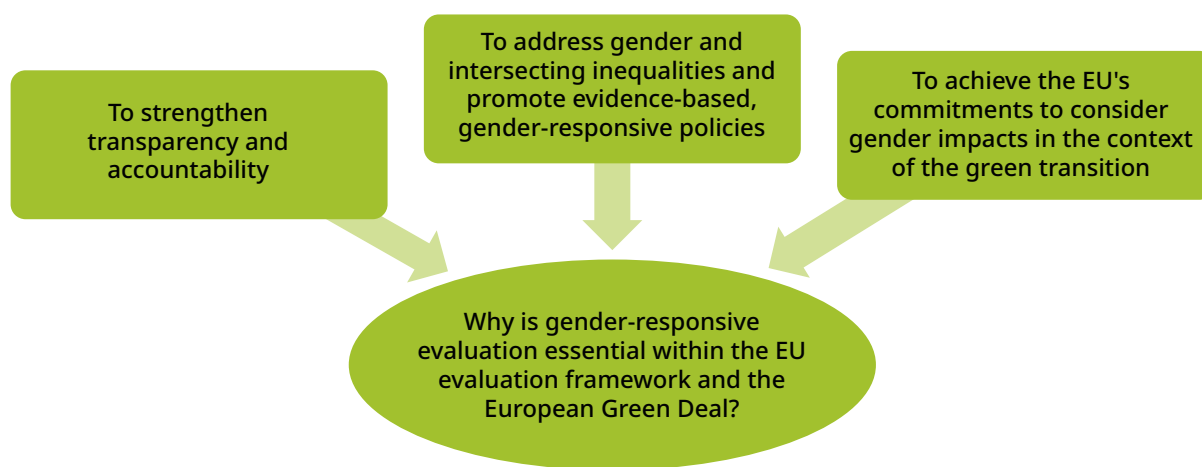 To strengthen
transparency and
accountability
To address gender and
intersecting inequalities and
promote evidence-based,
gender-responsive policies
To achieve the EU's
commitments to consider
gender impacts in the context
of the green transition
Why is gender-responsive
evaluation essential within the EU
evaluation framework and the
European Green Deal?